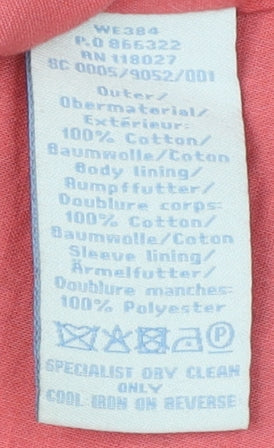 WE384
P.O 866322
RN 118027
SC 0005/9052/001
Outer/
Obermaterial/
Extérieur:
100% Cotton/
Baumwolle/Coton
Body lining/
Rumpffutter/
Doublure corps:
100% Cotton/
Baumwolle/Coton
Sleeve lining/
Ärmelfutter/
Doublure manches:
100% Polyester
P
SPECIALIST DRY CLEAN
ONLY
COOL IRON ON REVERSE